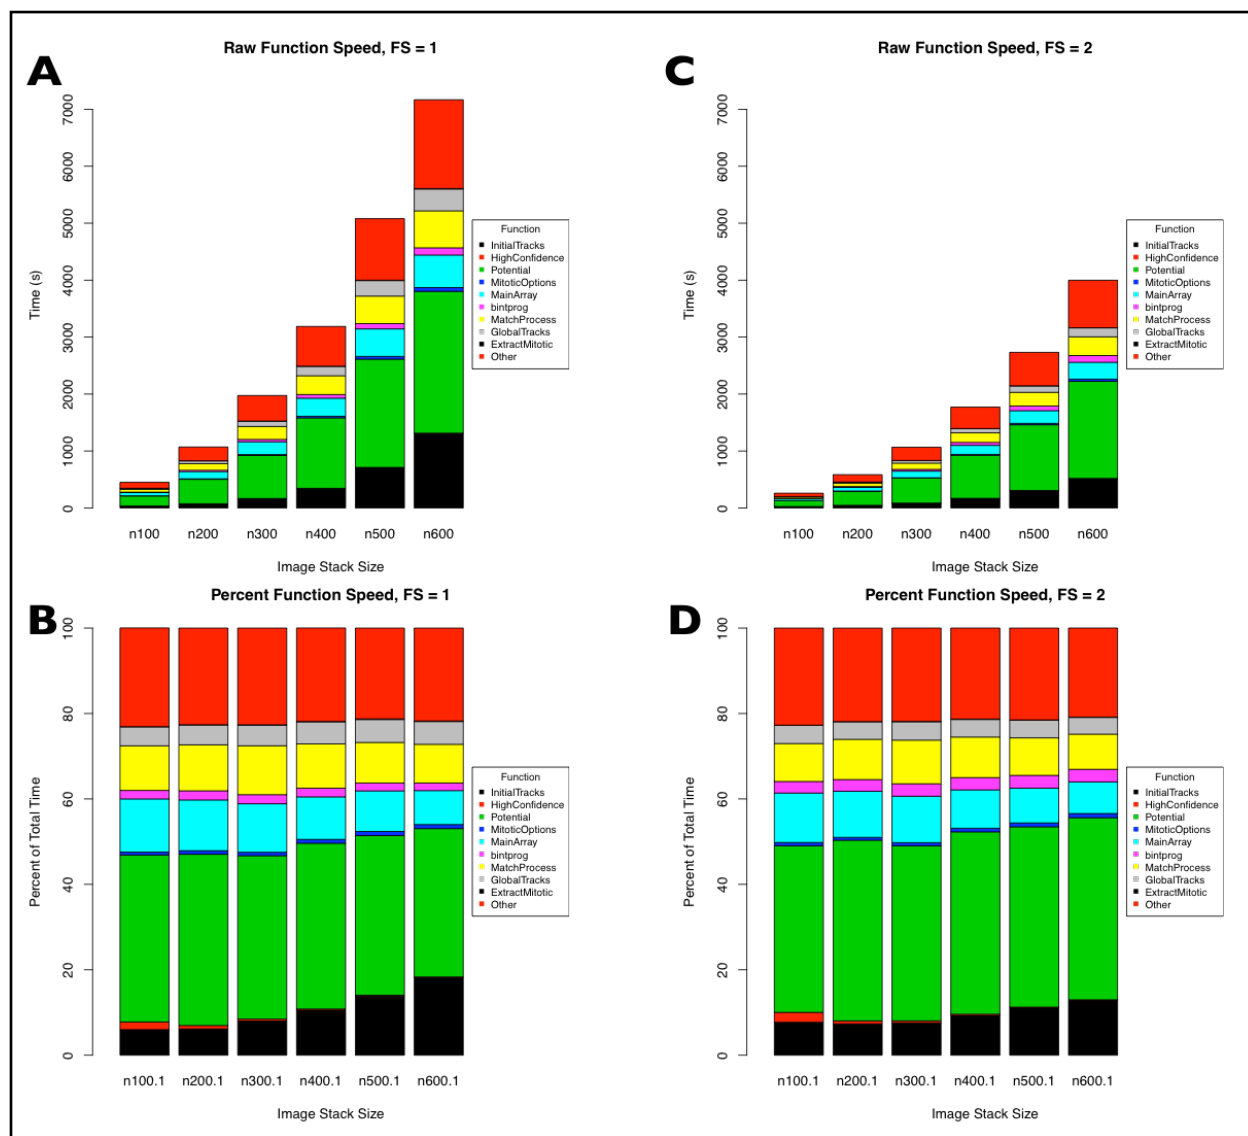 A
Raw Function Speed, FS = 1
Time (s)
7000
6000
5000
4000
3000
2000
1000
0
n100 n200 n300 n400 n500 n600
Image Stack Size
Function
InitialTracks
HighConfidence
Potential
MitoticOptions
MainArray
bintprog
MatchProcess
GlobalTracks
ExtractMitotic
Other
C
Raw Function Speed, FS = 2
Time (s)
7000
6000
5000
4000
3000
2000
1000
0
n100 n200 n300 n400 n500 n600
Image Stack Size
Function
InitialTracks
HighConfidence
Potential
MitoticOptions
MainArray
bintprog
MatchProcess
GlobalTracks
ExtractMitotic
Other
B
Percent Function Speed, FS = 1
Percent of Total Time
100
80
60
40
20
0
n100.1 n200.1 n300.1 n400.1 n500.1 n600.1
Image Stack Size
Function
InitialTracks
HighConfidence
Potential
MitoticOptions
MainArray
bintprog
MatchProcess
GlobalTracks
ExtractMitotic
Other
D
Percent Function Speed, FS = 2
Percent of Total Time
100
80
60
40
20
0
n100.1 n200.1 n300.1 n400.1 n500.1 n600.1
Image Stack Size
Function
InitialTracks
HighConfidence
Potential
MitoticOptions
MainArray
bintprog
MatchProcess
GlobalTracks
ExtractMitotic
Other